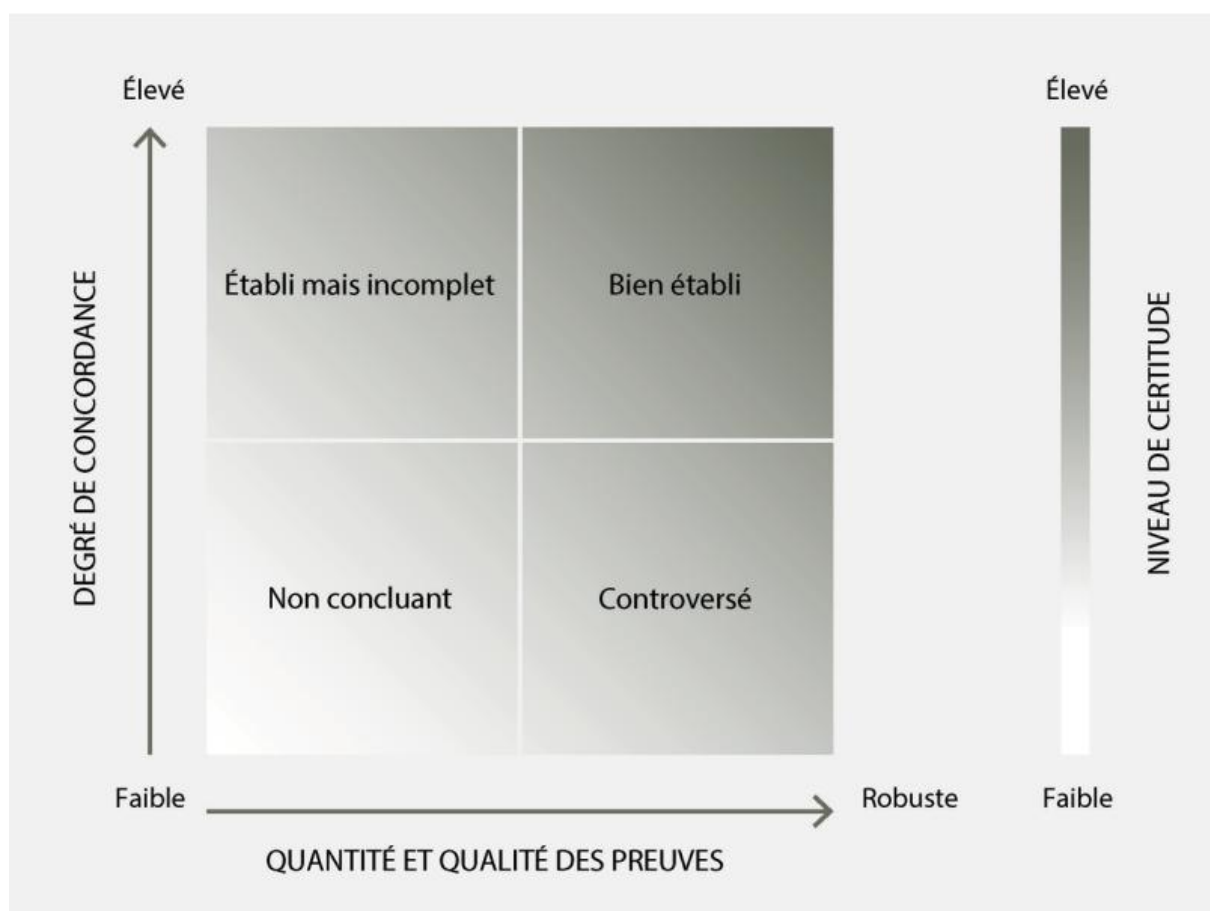 Élevé
Élevé
DEGRÉ DE CONCORDANCE
Établi mais incomplet
Bien établi
NIVEAU DE CERTITUDE
Non concluant
Controversé
Faible
Robuste
Faible
QUANTITÉ ET QUALITÉ DES PREUVES